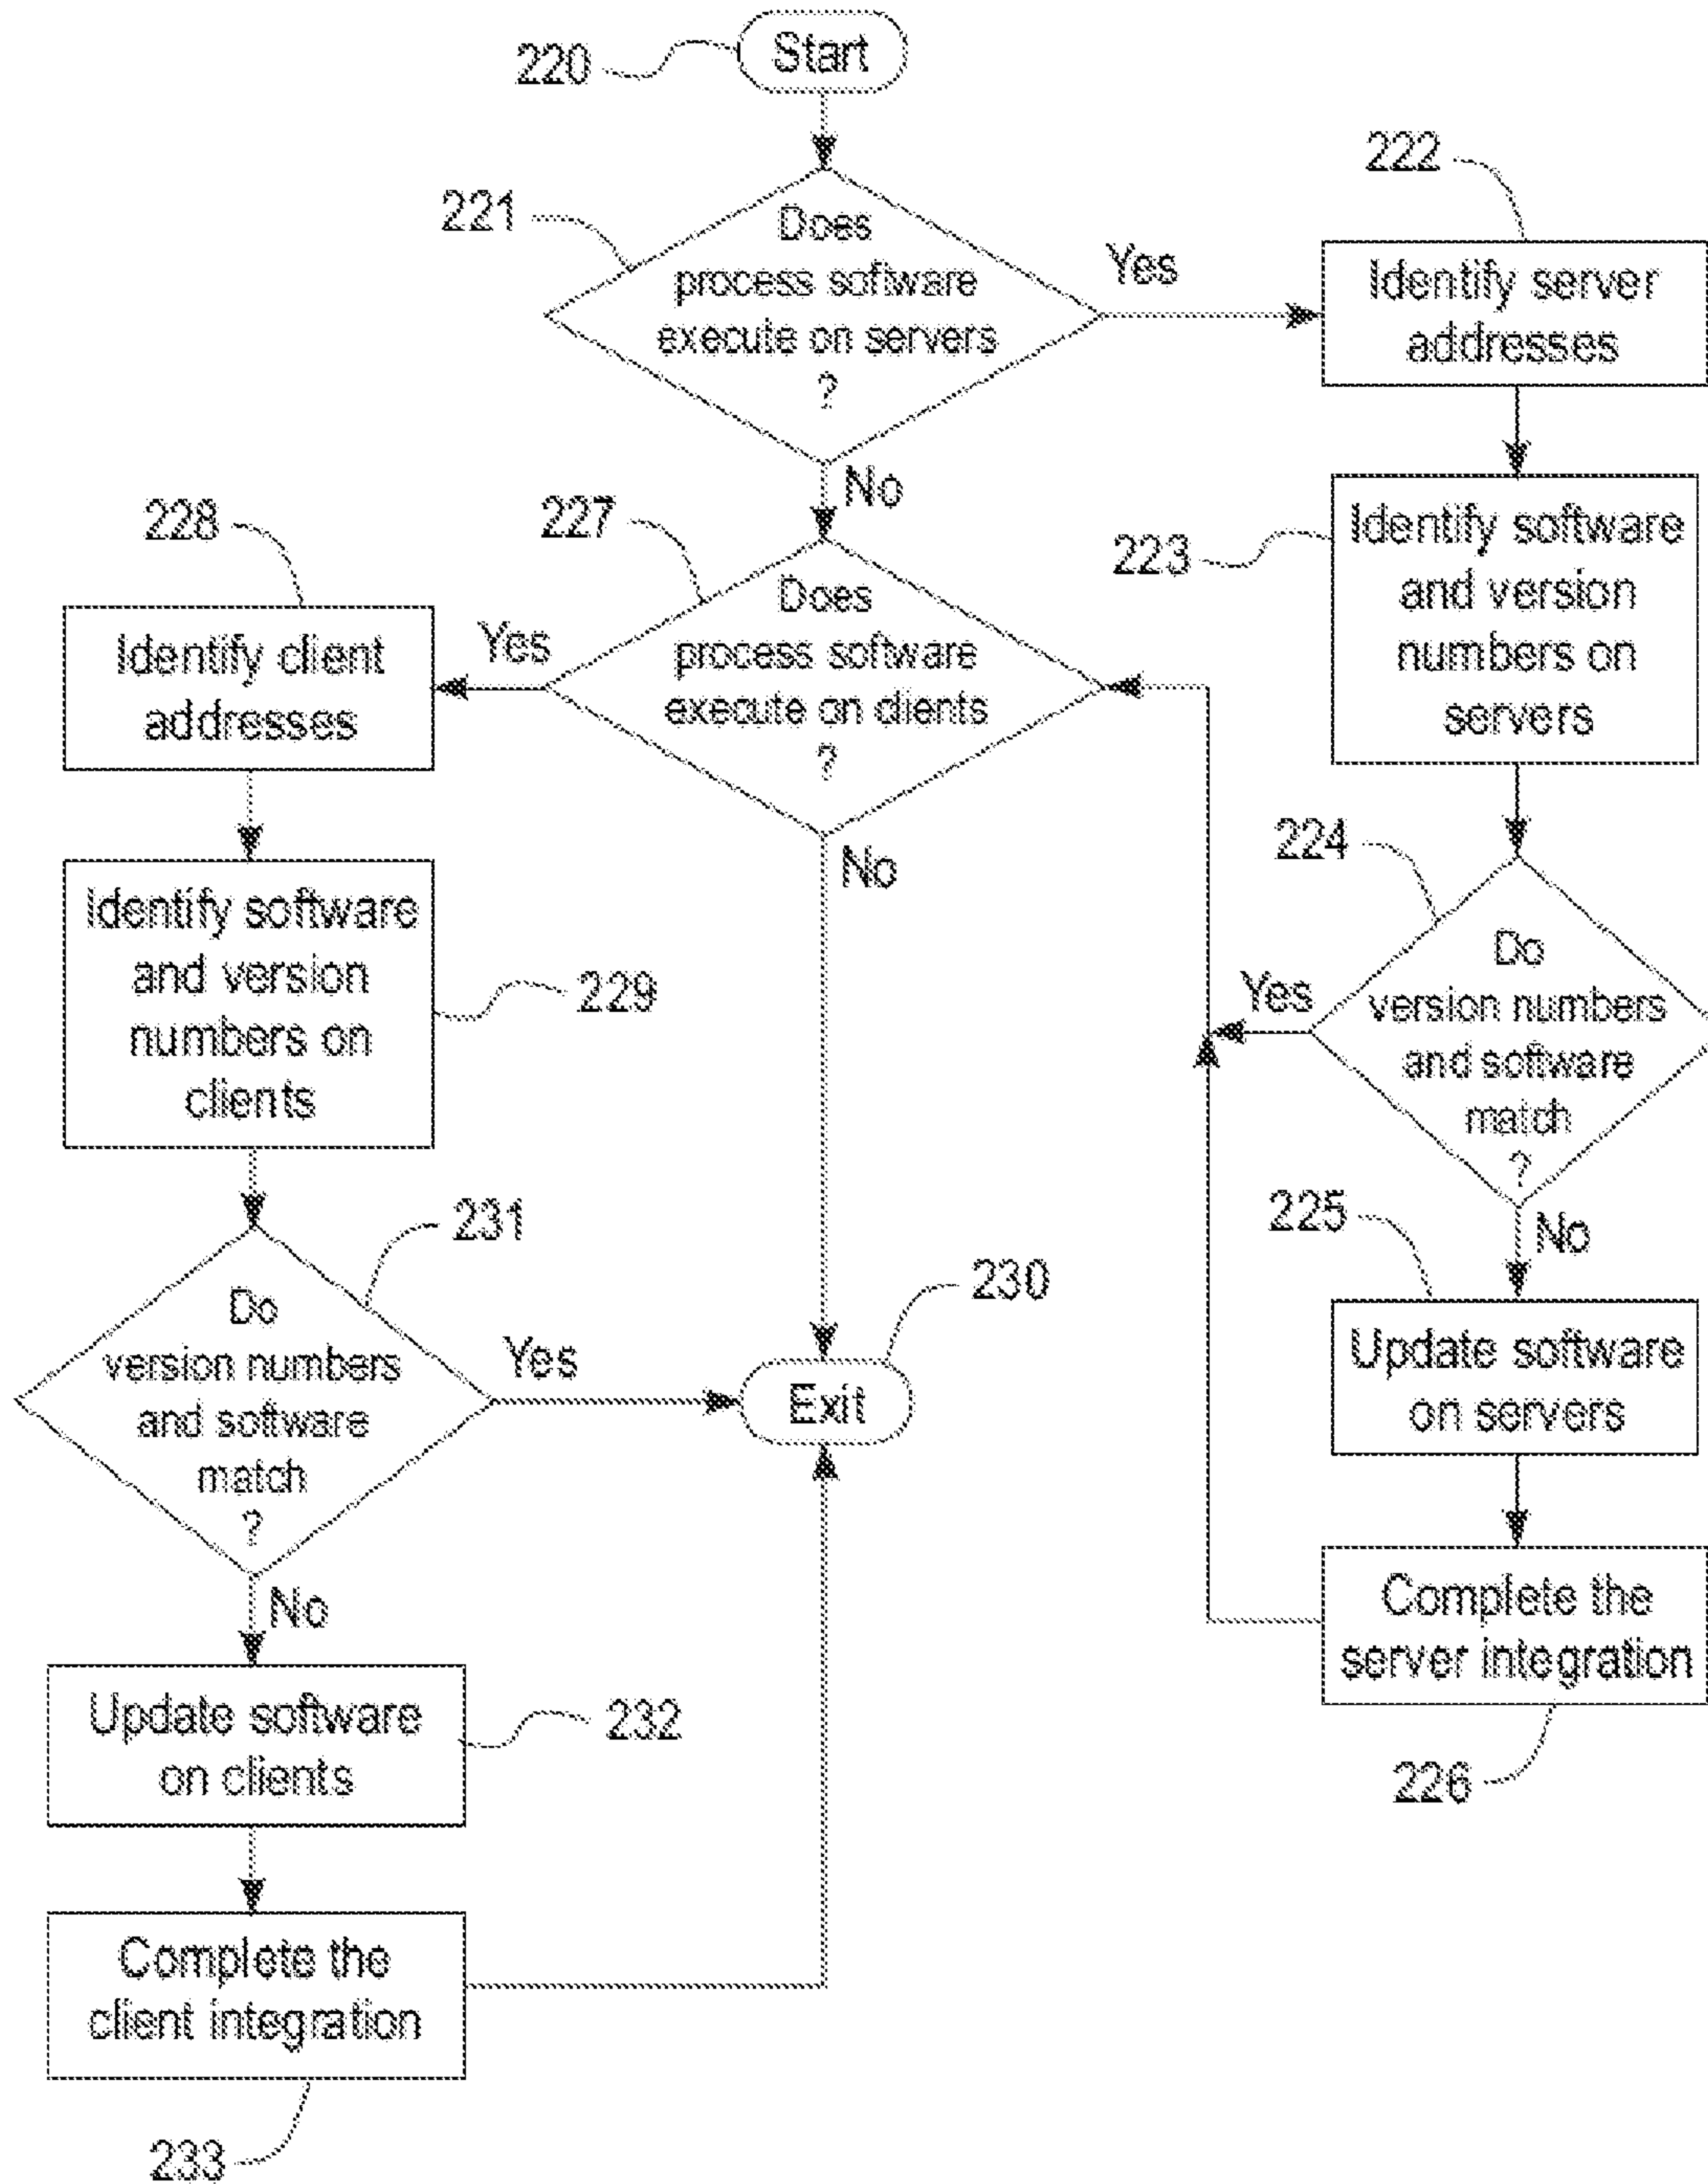 220
Start
221
Does
process software
execute on servers
?
Yes
222
Identify server
addresses
No
223
Identify software
and version
numbers on
servers
227
Does
process software
execute on clients
?
Yes
228
Identify client
addresses
No
224
Do
version numbers
and software
match
?
Yes
No
229
Identify software
and version
numbers on
clients
225
Update software
on servers
231
Do
version numbers
and software
match
?
Yes
230
Exit
No
Complete the
server integration
226
Update software
on clients
232
Complete the
client integration
233